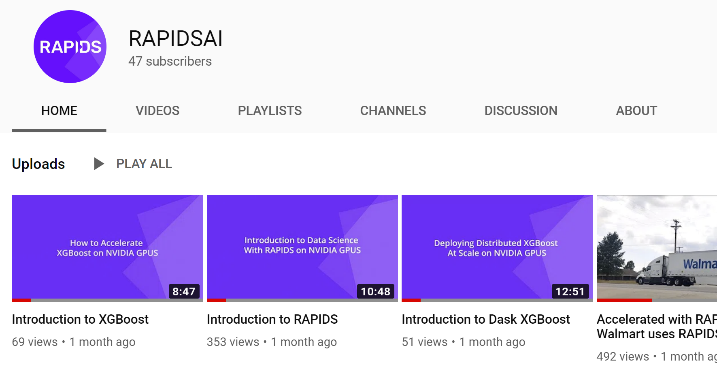 RAPIDS
RAPIDSAI
47 subscribers
HOME VIDEOS PLAYLISTS CHANNELS DISCUSSION ABOUT
Uploads PLAY ALL
How to Accelerate
XGBoost on NVIDIA GPUS
8:47
Introduction to XGBoost
69 views • 1 month ago
Introduction to Data Science
With RAPIDS on NVIDIA GPUS
10:48
Introduction to RAPIDS
353 views • 1 month ago
Deploying Distributed XGBoost
At Scale on NVIDIA GPUS
12:51
Introduction to Dask XGBoost
51 views • 1 month ago
Walma
Accelerated with RAP
Walmart uses RAPIDS
492 views • 1 month ag